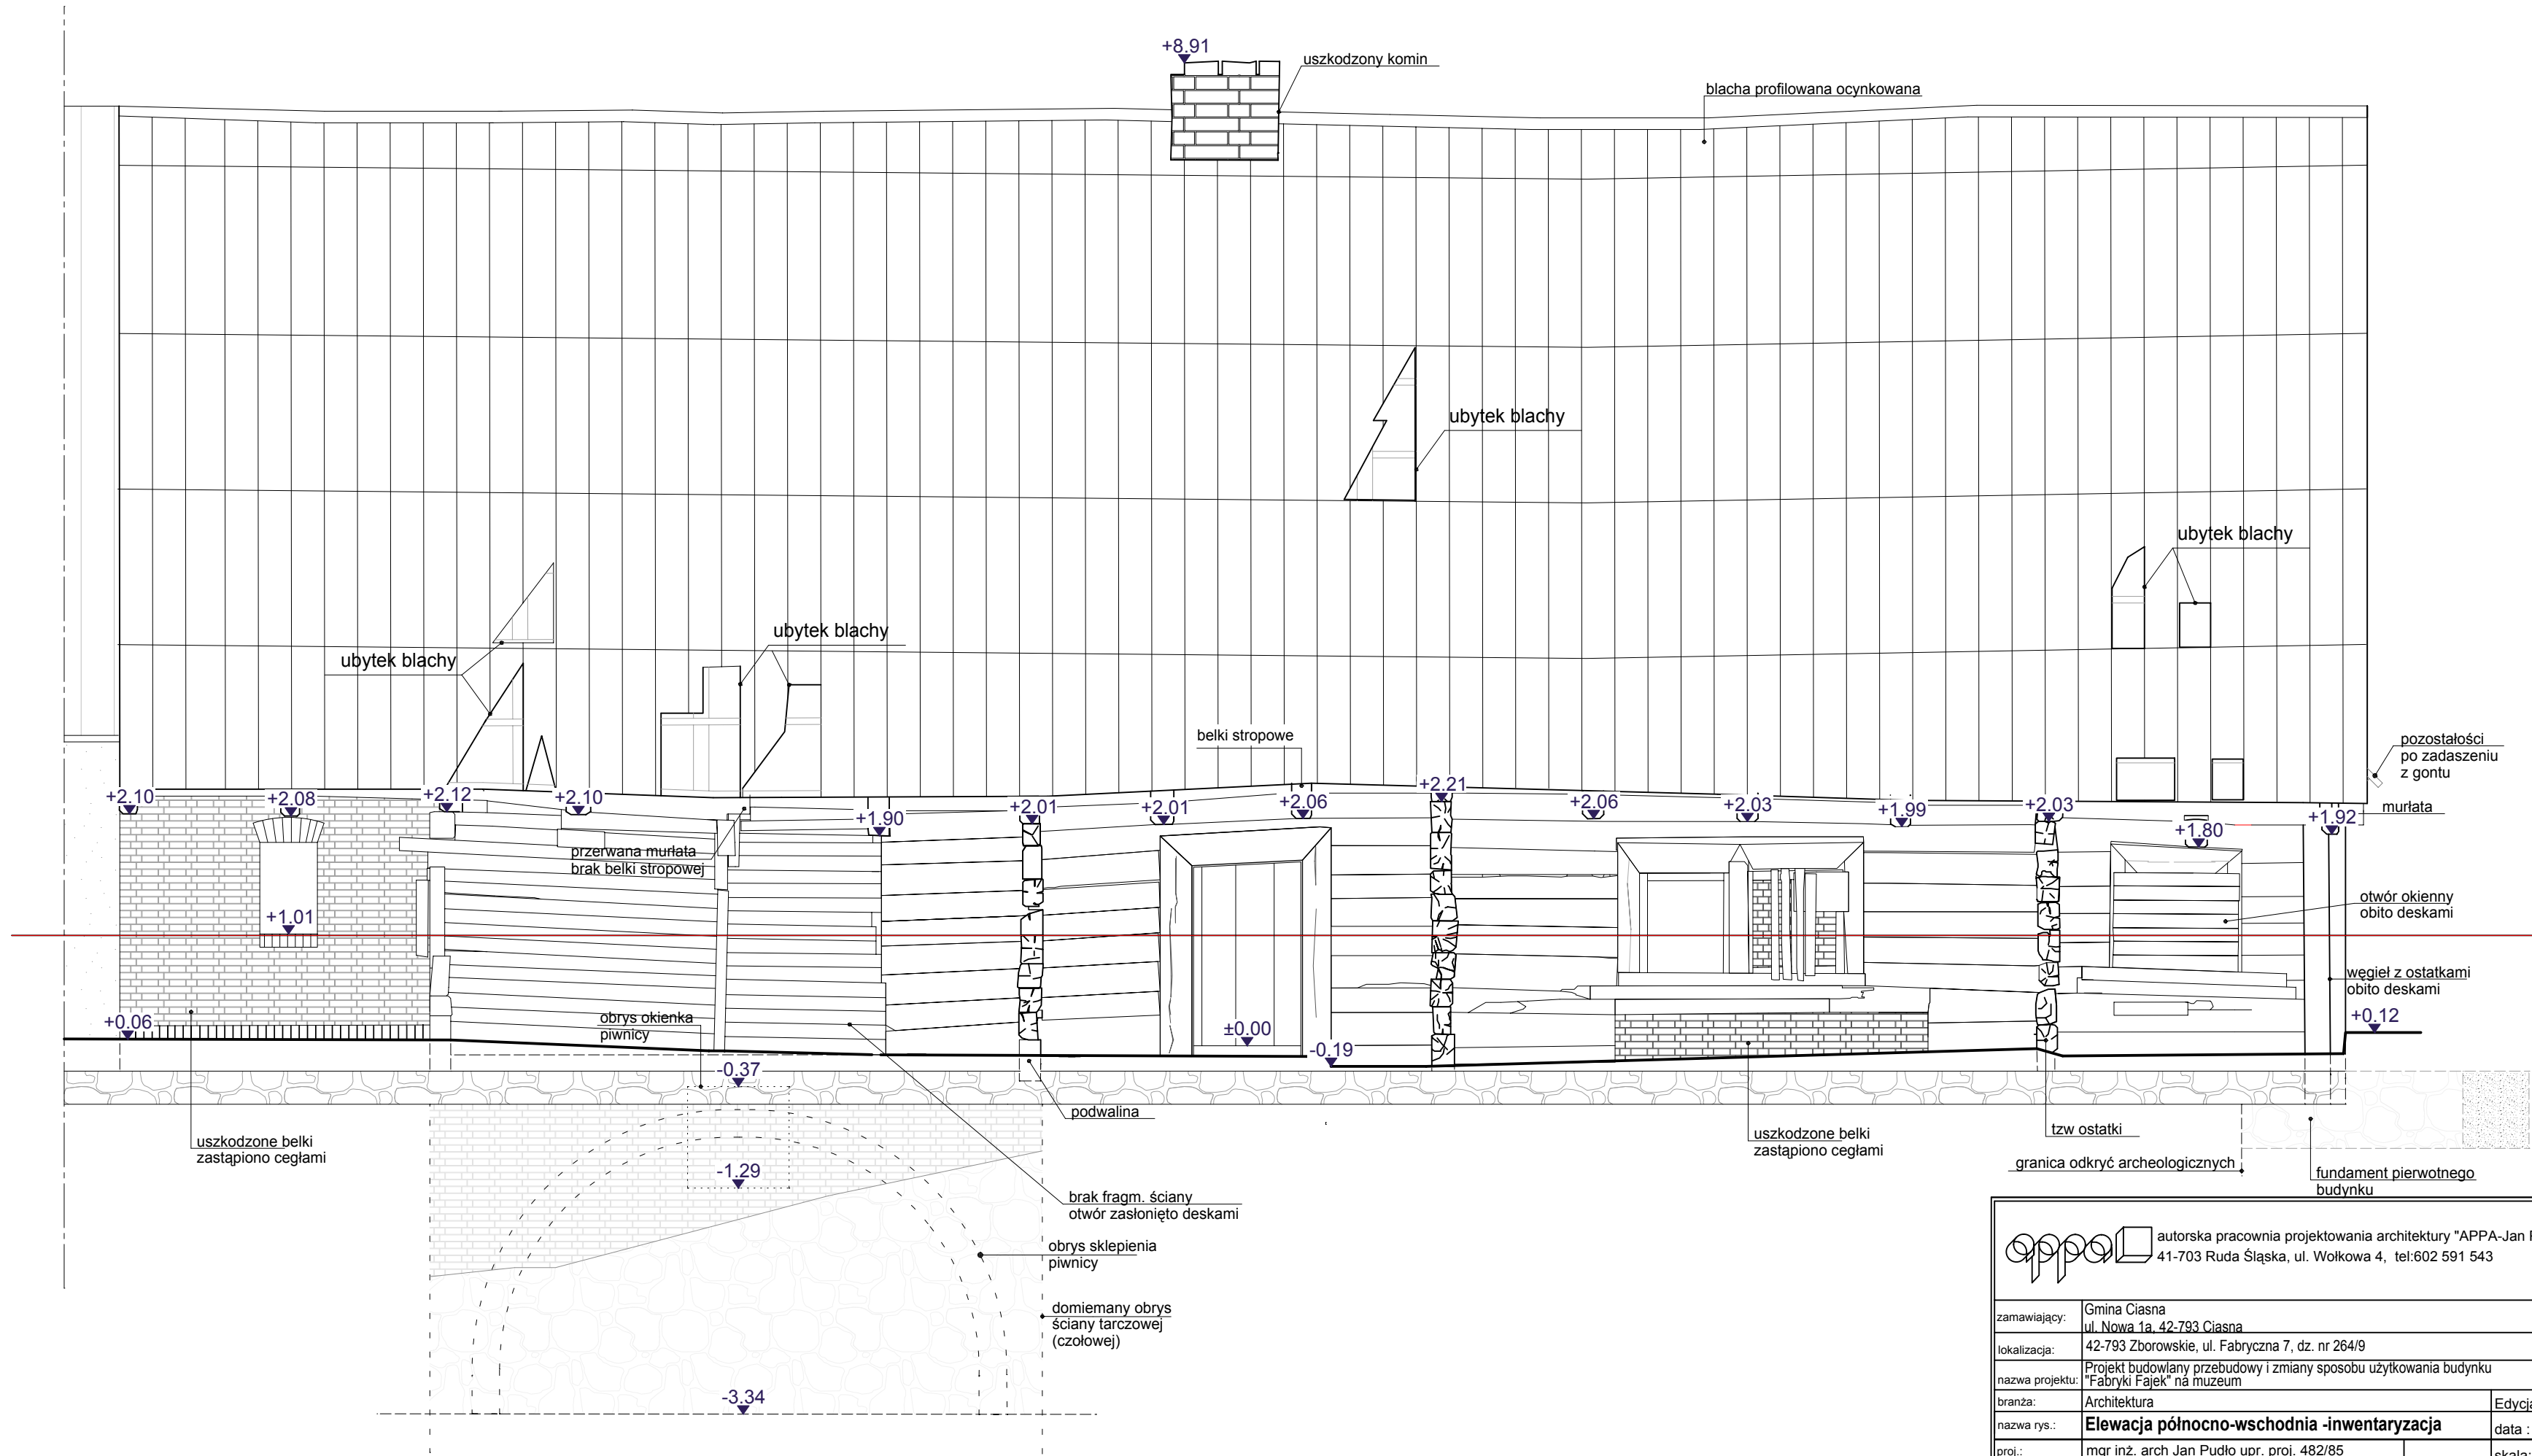 +8.91
uszkodzony komin
blacha profilowana ocynkowana
ubytek blachy
ubytek blachy
ubytek blachy
ubytek blachy
belki stropowe
pozostałości
po zadaszeniu
z gontu
+2.10
+2.08
+2.12
+2.10
+1.90
+2.01
+2.01
+2.06
+2.21
+2.06
+2.03
+1.99
+2.03
+1.80
+1.92
murłata
przerwana murłata
brak belki stropowej
otwór okienny
obito deskami
+1.01
węgieł z ostatkami
obito deskami
+0.06
obrys okienka
piwnicy
±0.00
-0.19
+0.12
-0.37
podwalina
uszkodzone belki
zastąpiono cegłami
uszkodzone belki
zastąpiono cegłami
tzw ostatki
granica odkryć archeologicznych
fundament pierwotnego
budynku
-1.29
brak fragm. ściany
otwór zasłonięto deskami
obrys sklepienia
piwnicy
domiemany obrys
ściany tarczowej
(czołowej)
-3.34
appa
autorska pracownia projektowania architektury "APPA-Jan
41-703 Ruda Śląska, ul. Wołkowa 4, tel:602 591 543
zamawiający: Gmina Ciasna
ul. Nowa 1a, 42-793 Ciasna
lokalizacja: 42-793 Zborowskie, ul. Fabryczna 7, dz. nr 264/9
nazwa projektu: Projekt budowlany przebudowy i zmiany sposobu użytkowania budynku
"Fabryki Fajek" na muzeum
branża: Architektura Edycja
nazwa rys.: Elewacja północno-wschodnia -inwentaryzacja data :
proj.: mgr inż. arch Jan Pudło upr. proj. 482/85 skala: